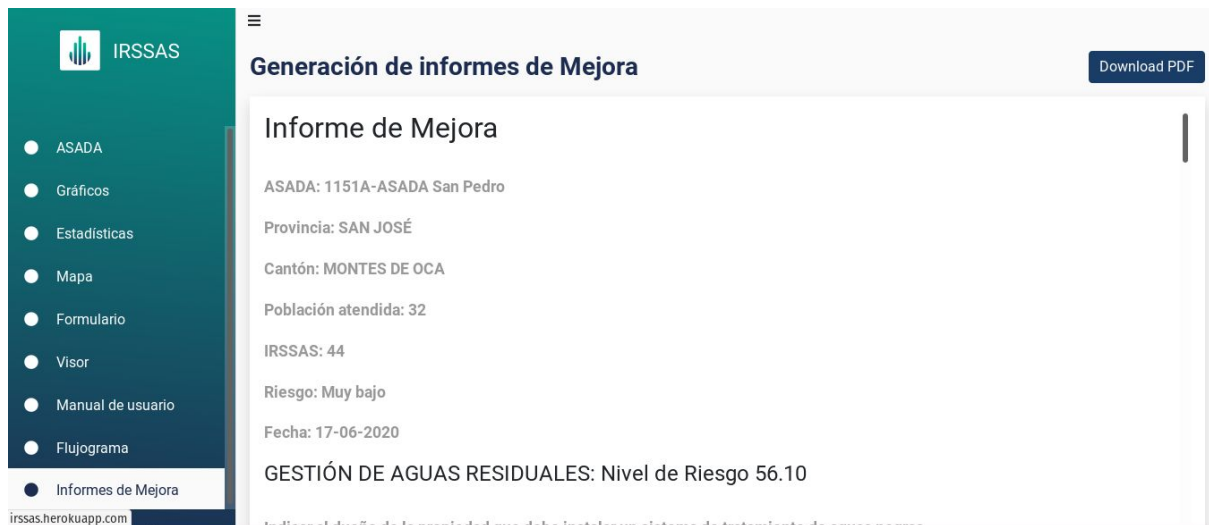 IRSSAS
ASADA
Gráficos
Estadísticas
Mapa
Formulario
Visor
Manual de usuario
Flujograma
Informes de Mejora
irssas.herokuapp.com
Generación de informes de Mejora
Download PDF
Informe de Mejora
ASADA: 1151A-ASADA San Pedro
Provincia: SAN JOSÉ
Cantón: MONTES DE OCA
Población atendida: 32
IRSSAS: 44
Riesgo: Muy bajo
Fecha: 17-06-2020
GESTIÓN DE AGUAS RESIDUALES: Nivel de Riesgo 56.10